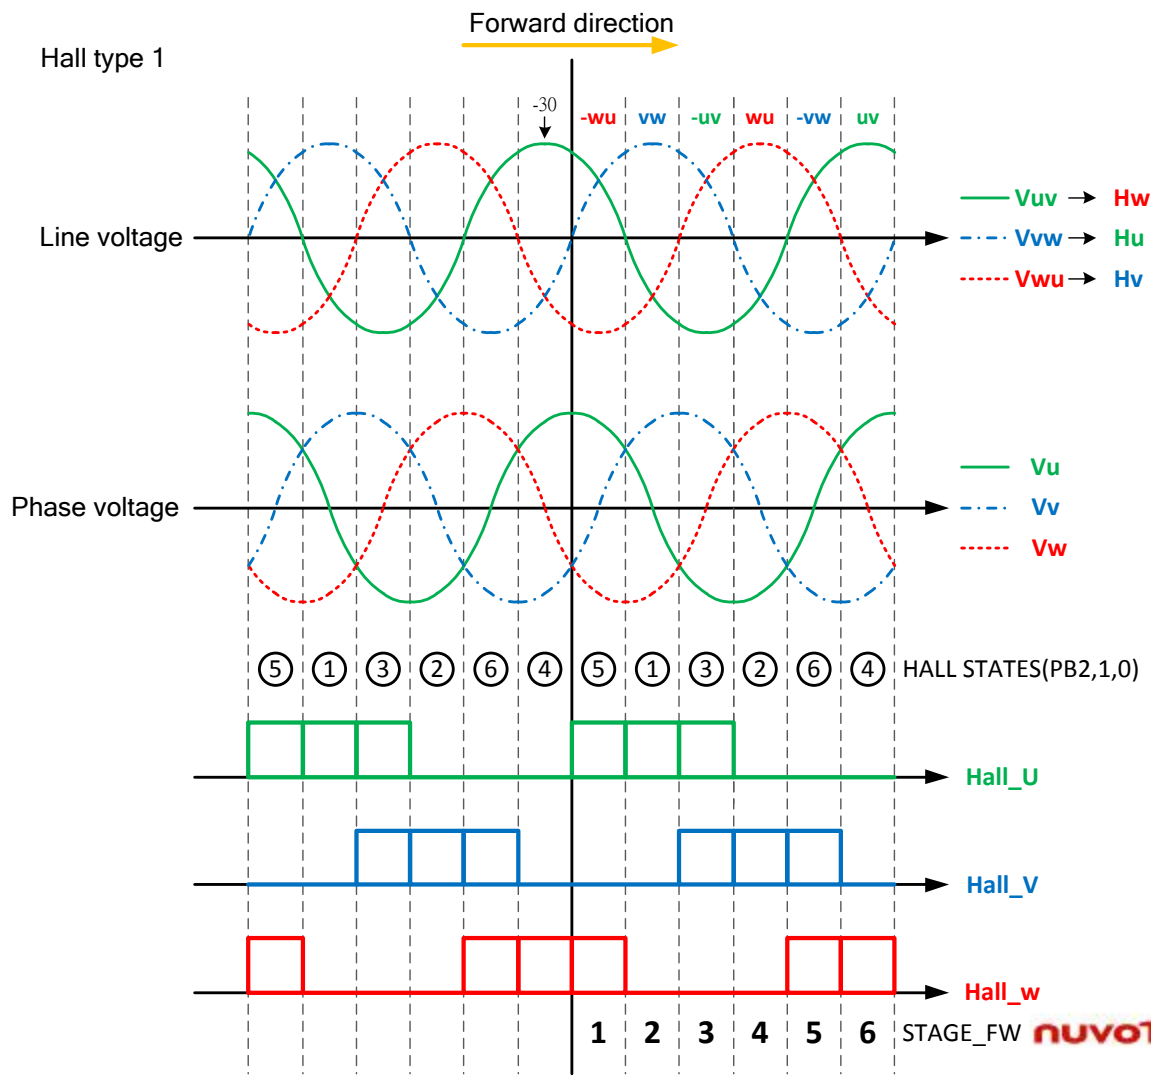 Forward direction
Hall type 1
-30
-wu vw -uv wu -vw uv
Vuv → Hw
Line voltage
Vvw → Hu
Vwu → Hv
Vu
Phase voltage
Vv
Vw
5 1 3 2 6 4 5 1 3 2 6 4 HALL STATES(PB2,1,0)
Hall_U
Hall_V
Hall_w
1 2 3 4 5 6 STAGE_FW nuvoT